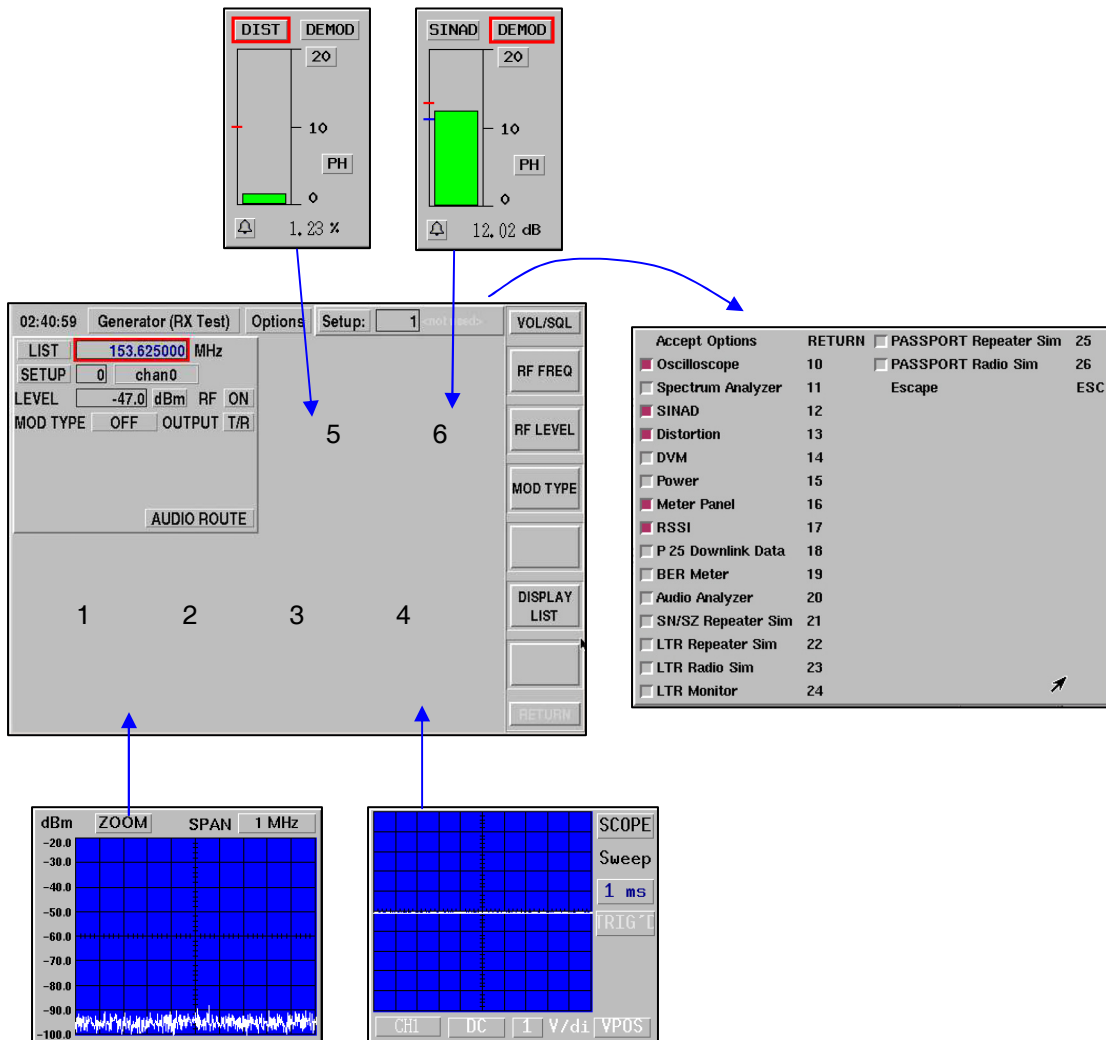 DIST DEMOD
20
10
PH
0
1.23 %
SINAD DEMOD
20
10
PH
0
12.02 dB
02:40:59 Generator (RX Test) Options Setup: 1 <not used>
LIST 153.625000 MHz
SETUP 0 chan0
LEVEL -47.0 dBm RF ON
MOD TYPE OFF OUTPUT T/R
AUDIO ROUTE
5 6
1 2 3 4
VOL/SQL
RF FREQ
RF LEVEL
MOD TYPE
DISPLAY
LIST
RETURN
Accept Options RETURN PASSPORT Repeater Sim 25
Oscilloscope 10 PASSPORT Radio Sim 26
Spectrum Analyzer 11 Escape ESC
SINAD 12
Distortion 13
DVM 14
Power 15
Meter Panel 16
RSSI 17
P 25 Downlink Data 18
BER Meter 19
Audio Analyzer 20
SN/SZ Repeater Sim 21
LTR Repeater Sim 22
LTR Radio Sim 23
LTR Monitor 24
dBm ZOOM SPAN 1 MHz
-20.0
-30.0
-40.0
-50.0
-60.0
-70.0
-80.0
-90.0
-100.0
SCOPE
Sweep
1 ms
TRIG'D
CH1 DC 1 V/di VPOS